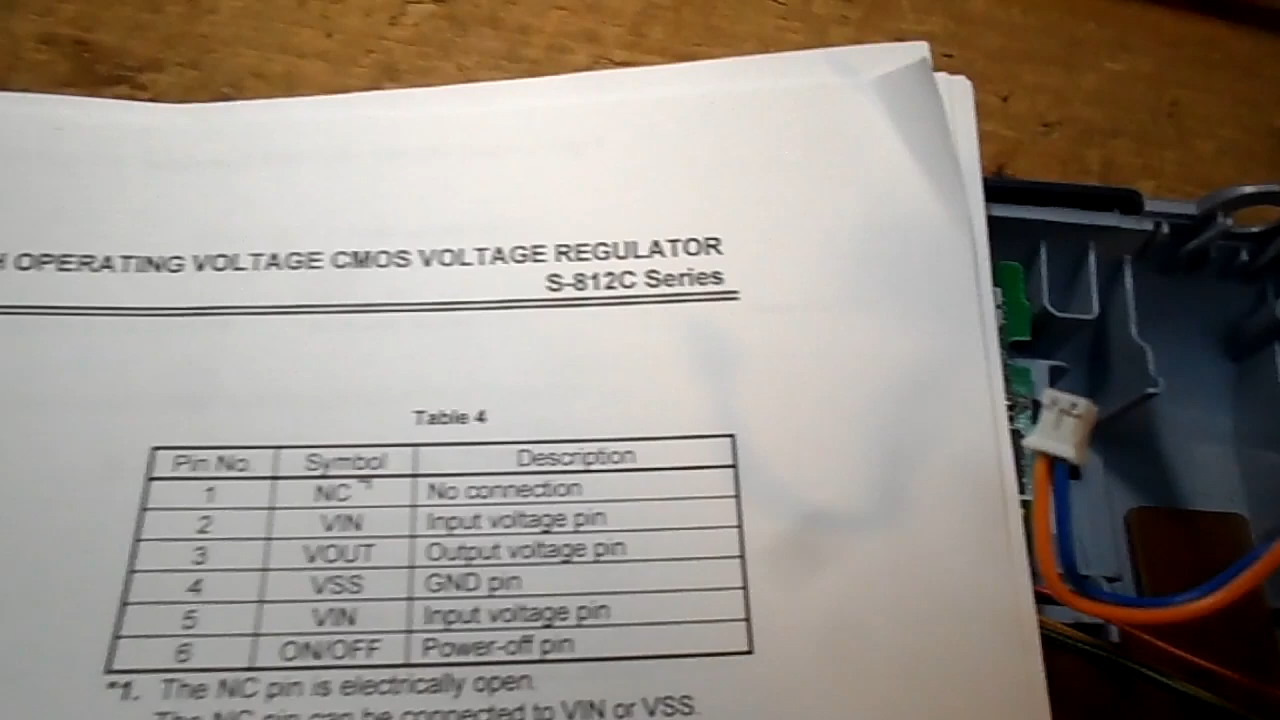 H OPERATING VOLTAGE CMOS VOLTAGE REGULATOR
S-812C Series
Table 4
Pin No. Symbol Description
1 NC*1 No connection
2 VIN Input voltage pin
3 VOUT Output voltage pin
4 VSS GND pin
5 VIN Input voltage pin
6 ON/OFF Power-off pin
*1. The NC pin is electrically open.
The NC pin can be connected to VIN or VSS.